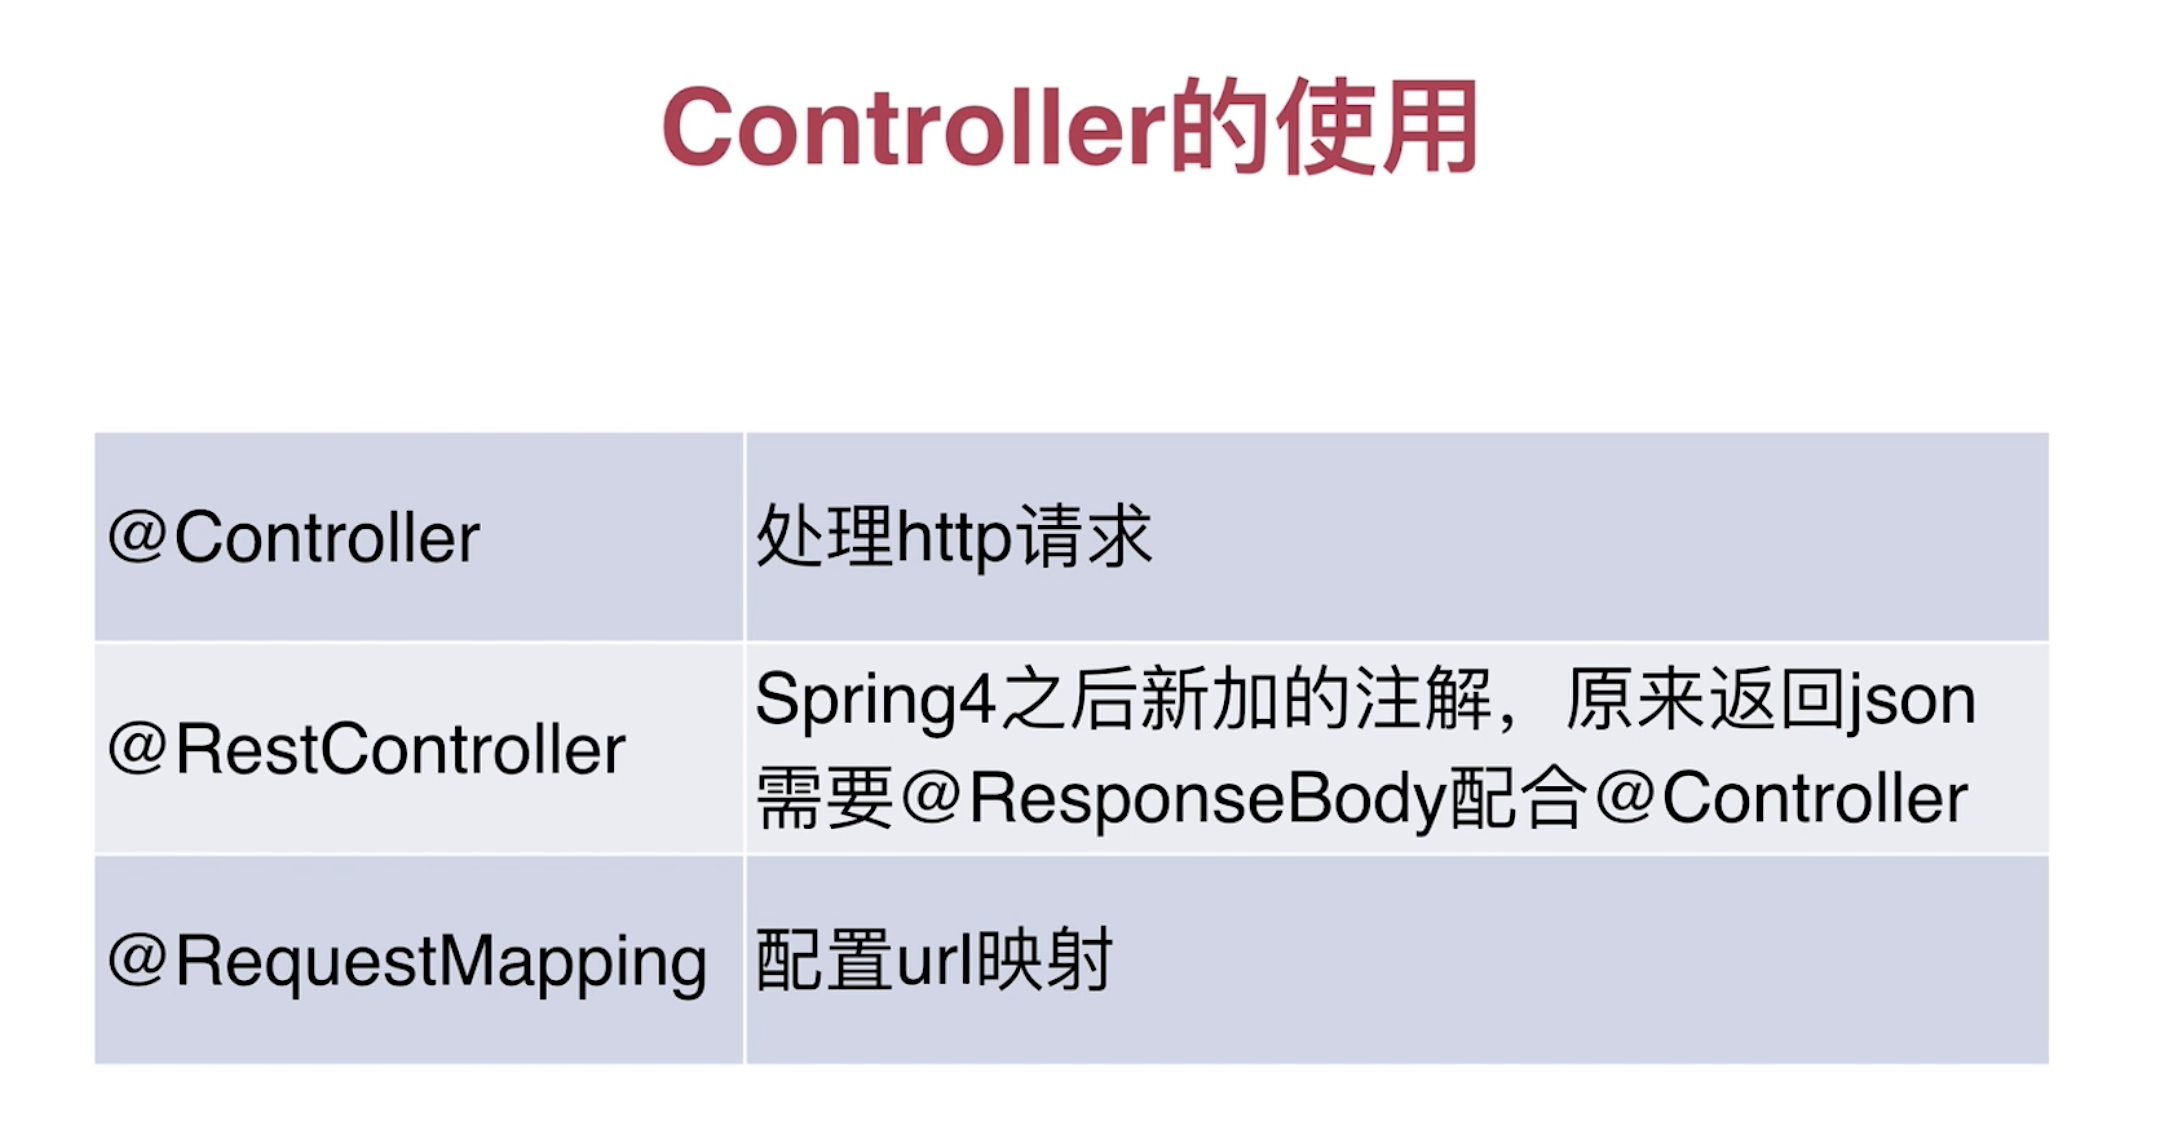 Controller的使用
@Controller
处理http请求
@RestController
Spring4之后新加的注解，原来返回json
需要@ResponseBody配合@Controller
@RequestMapping
配置url映射